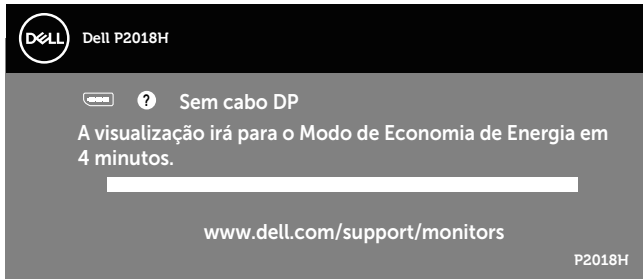 DELL
Dell P2018H
? Sem cabo DP
A visualização irá para o Modo de Economia de Energia em
4 minutos.
www.dell.com/support/monitors
P2018H